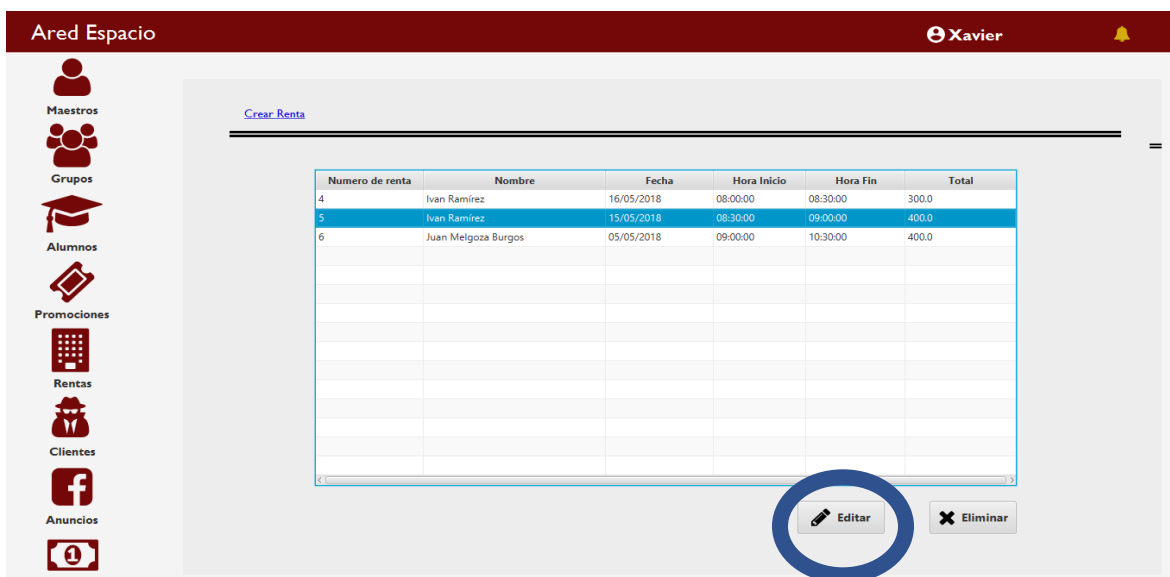 Ared Espacio
Xavier
Maestros
Grupos
Alumnos
Promociones
Rentas
Clientes
Anuncios
1
Crear Renta
Numero de renta Nombre Fecha Hora Inicio Hora Fin Total
4 Ivan Ramírez 16/05/2018 08:00:00 08:30:00 300.0
5 Ivan Ramírez 15/05/2018 08:30:00 09:00:00 400.0
6 Juan Melgoza Burgos 05/05/2018 09:00:00 10:30:00 400.0
Editar
Eliminar